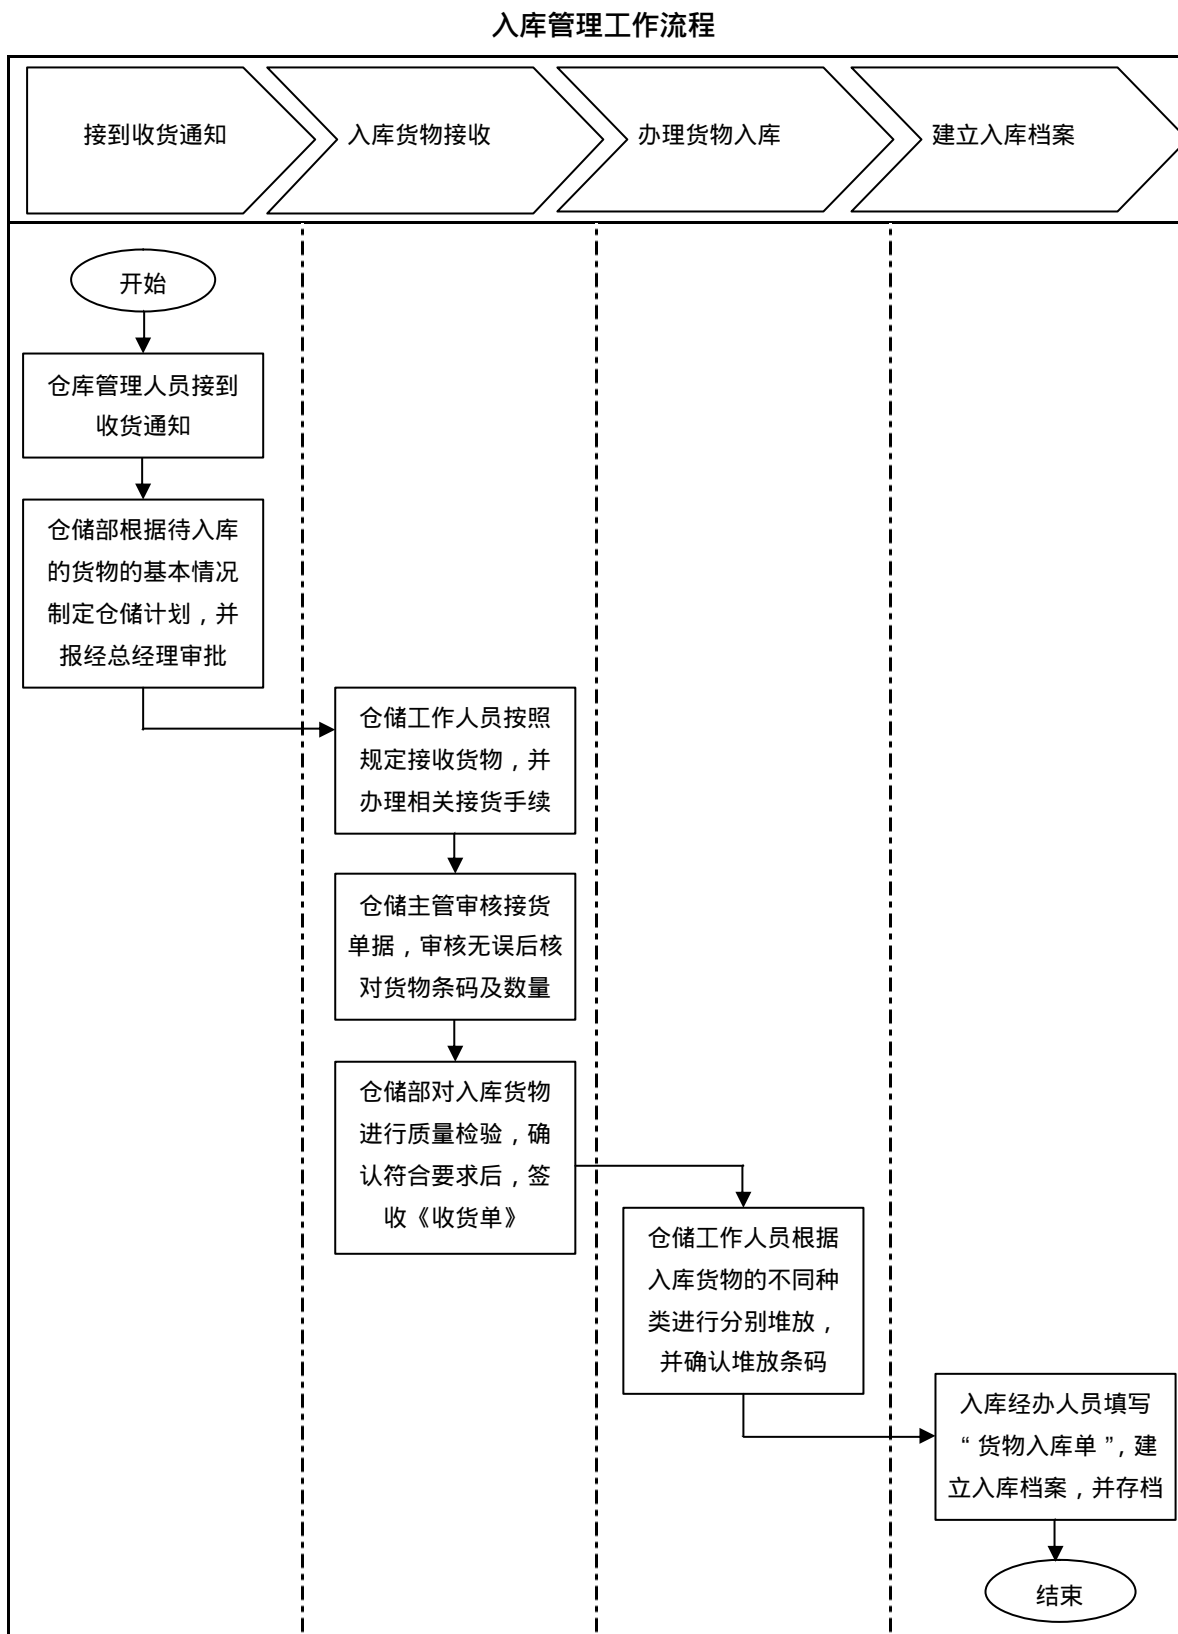 入库管理工作流程
接到收货通知
入库货物接收
办理货物入库
建立入库档案
开始
仓库管理人员接到
收货通知
仓储部根据待入库
的货物的基本情况
制定仓储计划，并
报经总经理审批
仓储工作人员按照
规定接收货物，并
办理相关接货手续
仓储主管审核接货
单据，审核无误后核
对货物条码及数量
仓储部对入库货物
进行质量检验，确
认符合要求后，签
收《收货单》
仓储工作人员根据
入库货物的不同种
类进行分别堆放，
并确认堆放条码
入库经办人员填写
“货物入库单”，建
立入库档案，并存档
结束